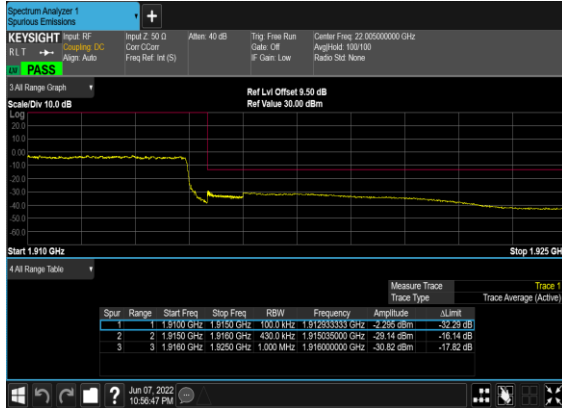 Spectrum Analyzer 1
Spurious Emissions
+
KEYSIGHT Input: RF Input Z: 50 Ω Atten: 40 dB Trig: Free Run Center Freq: 22.005000000 GHz
RLT Coupling: DC Corr CCorr Gate: Off Avg|Hold: 100/100
Align: Auto Freq Ref: Int (S) IF Gain: Low Radio Std: None
PASS
3 All Range Graph
Ref Lvl Offset 9.50 dB
Scale/Div 10.0 dB Ref Value 30.00 dBm
Log
20.0
10.0
0.00
-10.0
-20.0
-30.0
-40.0
-50.0
-60.0
Start 1.910 GHz Stop 1.925 GH
4 All Range Table
Measure Trace Trace 1
Trace Type Trace Average (Active)
Spur Range Start Freq Stop Freq RBW Frequency Amplitude ΔLimit
1 1 1.9100 GHz 1.9150 GHz 100.0 kHz 1.912933333 GHz -2.295 dBm -32.29 dB
2 2 1.9150 GHz 1.9160 GHz 430.0 kHz 1.915035000 GHz -29.14 dBm -16.14 dB
3 3 1.9160 GHz 1.9250 GHz 1.000 MHz 1.916000000 GHz -30.82 dBm -17.82 dB
? Jun 07, 2022
10:56:47 PM